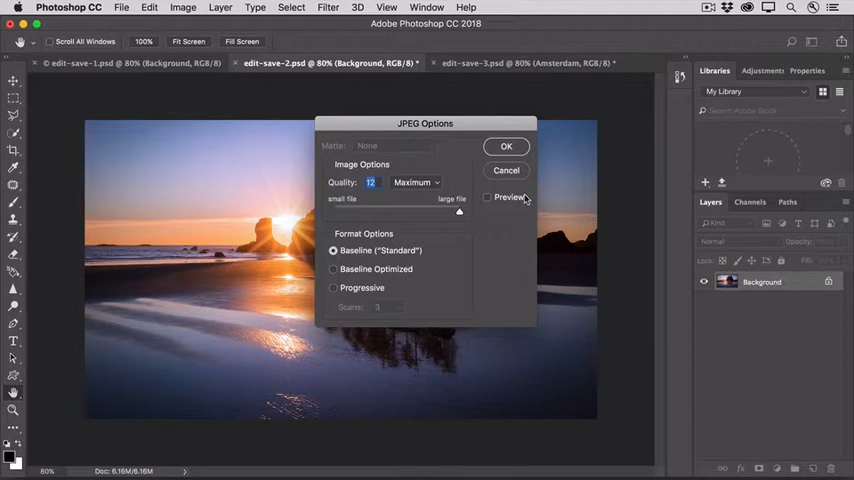 Photoshop CC File Edit Image Layer Type Select Filter 3D View Window Help
Adobe Photoshop CC 2018
Scroll All Windows 100% Fit Screen Fill Screen
© edit-save-1.psd @ 80% (Background, RGB/8) edit-save-2.psd @ 80% (Background, RGB/8) * edit-save-3.psd @ 80% (Amsterdam, RGB/8) *
Libraries Adjustments Properties
My Library
Search Adobe Stock
JPEG Options
Matte: None
OK
Image Options
Cancel
Quality: 12 Maximum
small file large file
Preview
Format Options
Baseline ("Standard")
Baseline Optimized
Progressive
Scans: 3
Layers Channels Paths
Kind
Normal Opacity:
Lock: Fill:
Background
80% Doc: 6.16M/6.16M